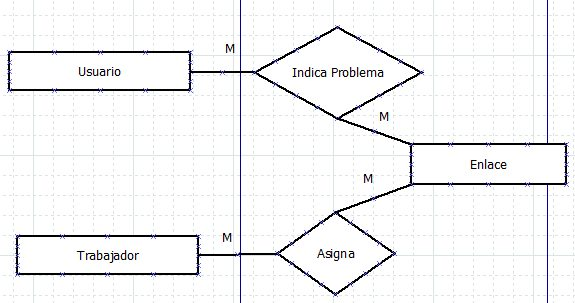 M
Usuario
Indica Problema
M
Enlace
M
M
Trabajador
Asigna